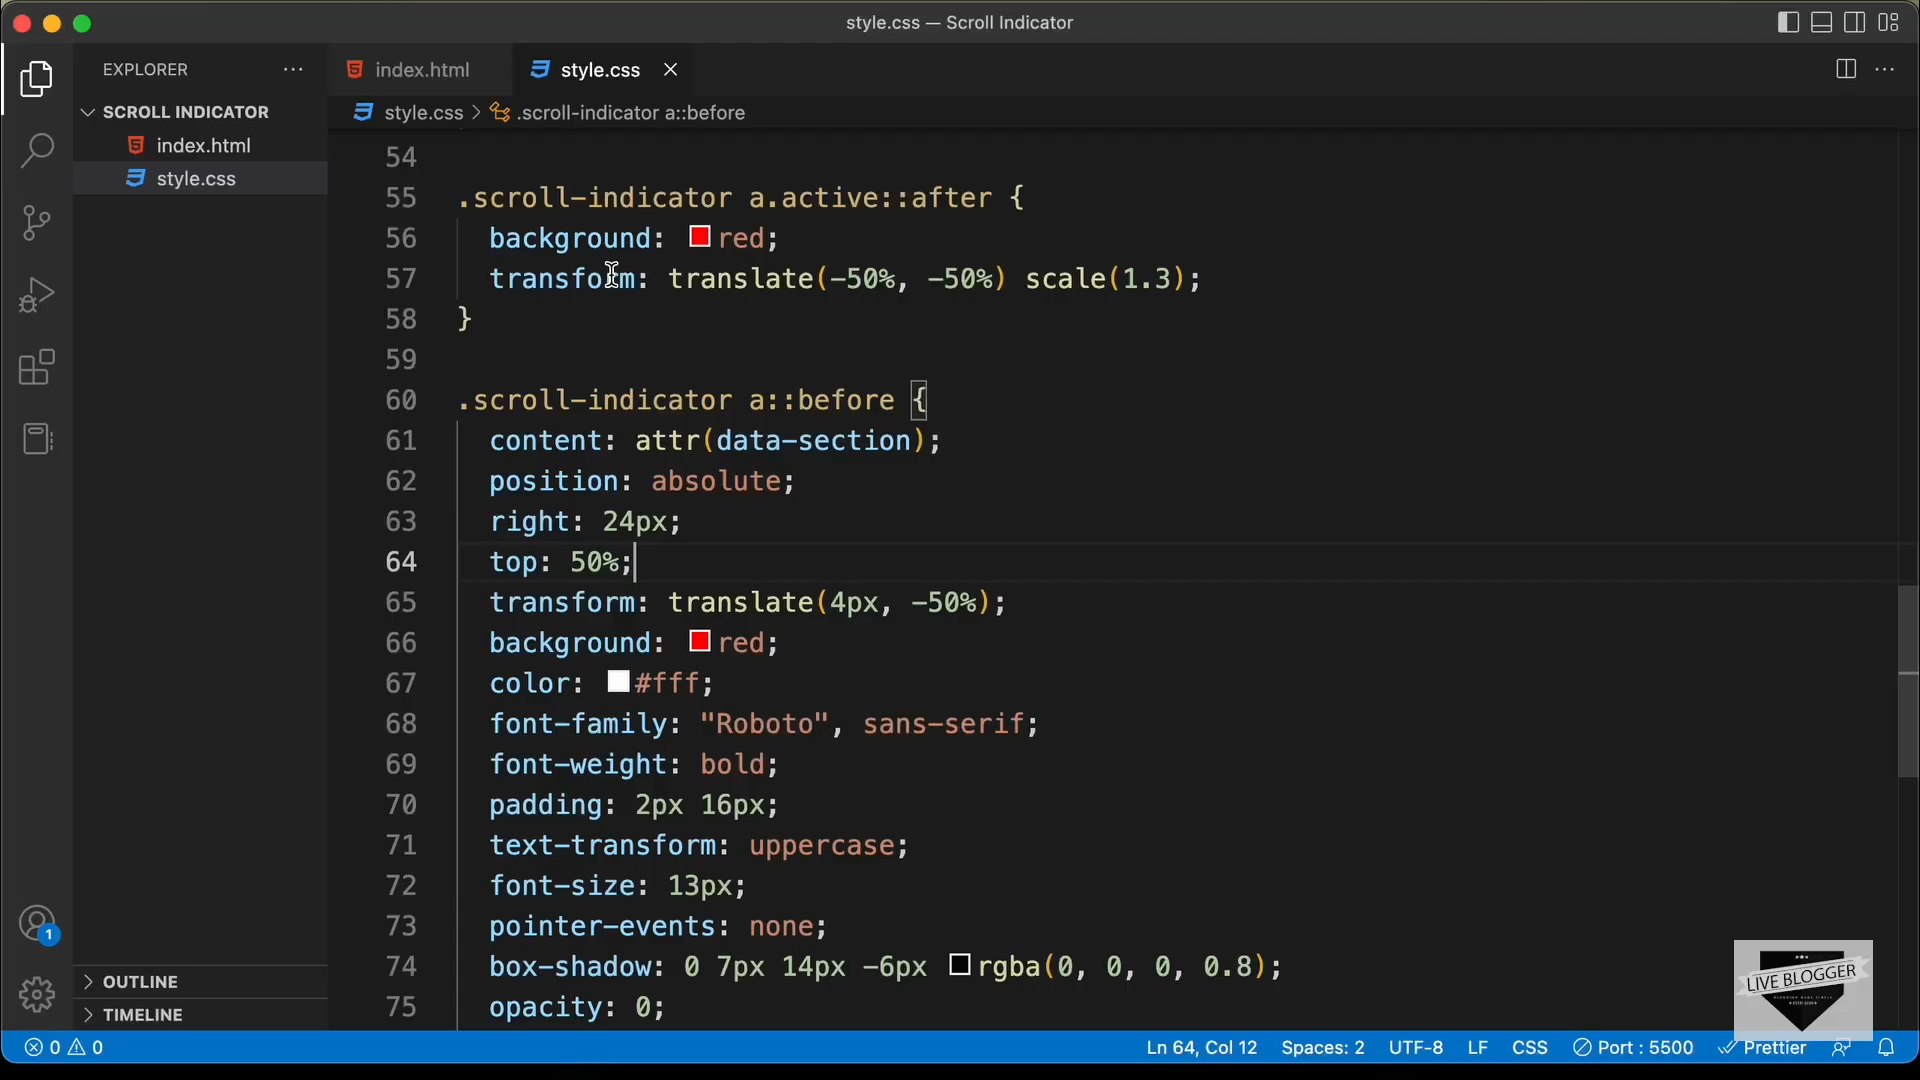 style.css — Scroll Indicator
EXPLORER
index.html
style.css
SCROLL INDICATOR
style.css > .scroll-indicator a::before
index.html
style.css
54
55 .scroll-indicator a.active::after {
56 background: red;
57 transform: translate(-50%, -50%) scale(1.3);
58 }
59
60 .scroll-indicator a::before {
61 content: attr(data-section);
62 position: absolute;
63 right: 24px;
64 top: 50%;
65 transform: translate(4px, -50%);
66 background: red;
67 color: #fff;
68 font-family: "Roboto", sans-serif;
69 font-weight: bold;
70 padding: 2px 16px;
71 text-transform: uppercase;
72 font-size: 13px;
73 pointer-events: none;
74 box-shadow: 0 7px 14px -6px rgba(0, 0, 0, 0.8);
75 opacity: 0;
1
OUTLINE
TIMELINE
LIVE BLOGGER
0 0
Ln 64, Col 12 Spaces: 2 UTF-8 LF CSS Port : 5500 Prettier